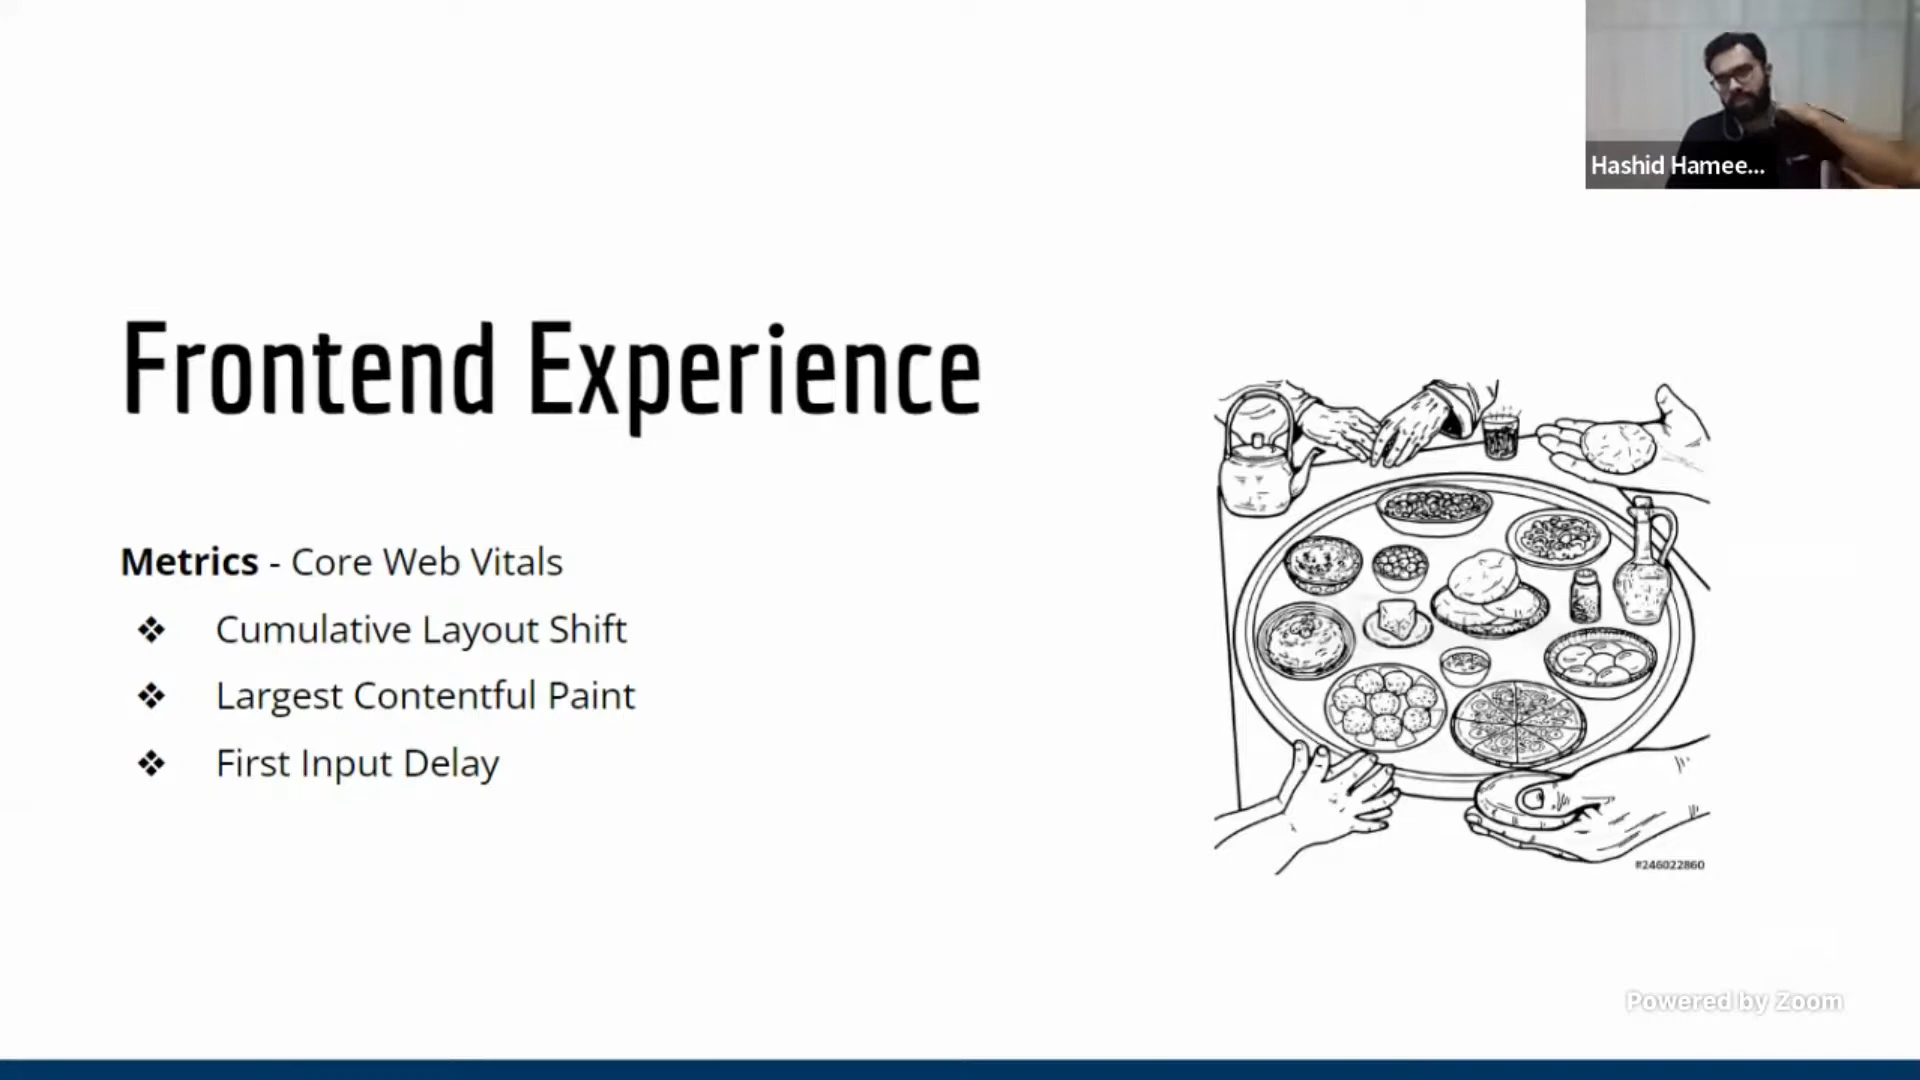 Hashid Hamee...
Frontend Experience
Metrics - Core Web Vitals
❖ Cumulative Layout Shift
❖ Largest Contentful Paint
❖ First Input Delay
#246022860
Powered by Zoom